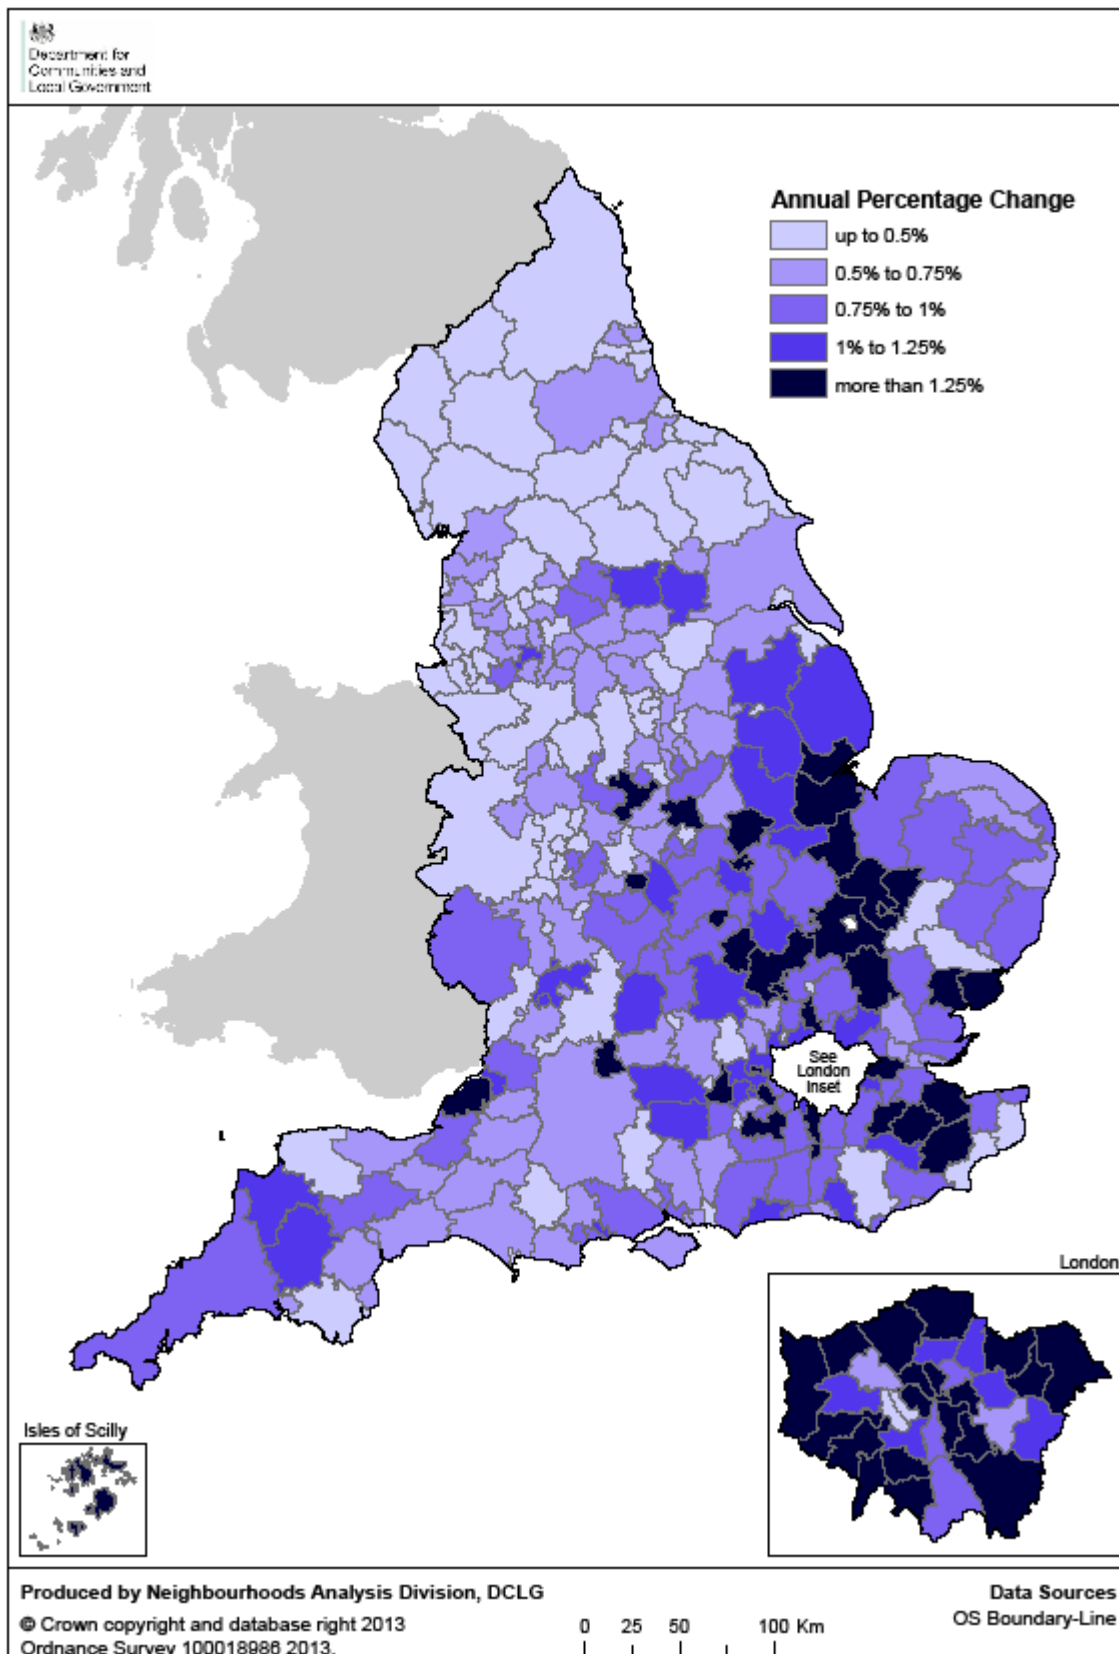 Department for
Communities and
Local Government
Annual Percentage Change
up to 0.5%
0.5% to 0.75%
0.75% to 1%
1% to 1.25%
more than 1.25%
See
London
Inset
London
Isles of Scilly
Produced by Neighbourhoods Analysis Division, DCLG
© Crown copyright and database right 2013
Ordnance Survey 100018986 2013.
0 25 50 100 Km
Data Sources
OS Boundary-Line